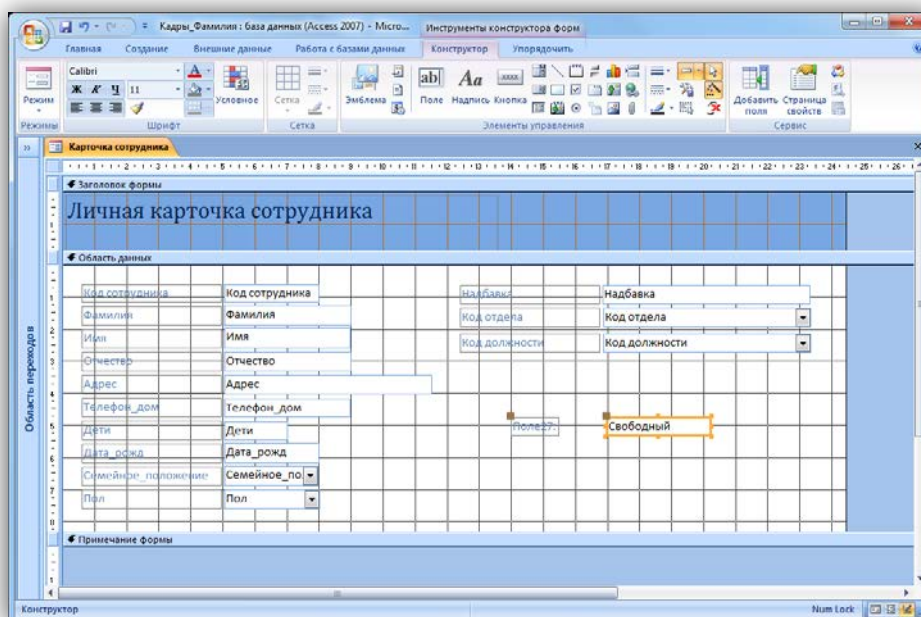 Кадры_Фамилия : база данных (Access 2007) - Micro...
Инструменты конструктора форм
Главная
Создание
Внешние данные
Работа с базами данных
Конструктор
Упорядочить
Режим
Режимы
Calibri
Ж К Ч 11
Условное
Шрифт
Сетка
Сетка
Эмблема
ab|
Поле
Aa
Надпись
xxxx
Кнопка
Элементы управления
Добавить поля
Страница свойств
Сервис
Карточка сотрудника
Заголовок формы
Личная карточка сотрудника
Область данных
Код сотрудника Код сотрудника
Фамилия Фамилия
Имя Имя
Отчество Отчество
Адрес Адрес
Телефон_дом Телефон_дом
Дети Дети
Дата_рожд Дата_рожд
Семейное_положение Семейное_по.
Пол Пол
Надбавка Надбавка
Код отдела Код отдела
Код должности Код должности
Поле27: Свободный
Примечание формы
Область переходов
Конструктор
Num Lock